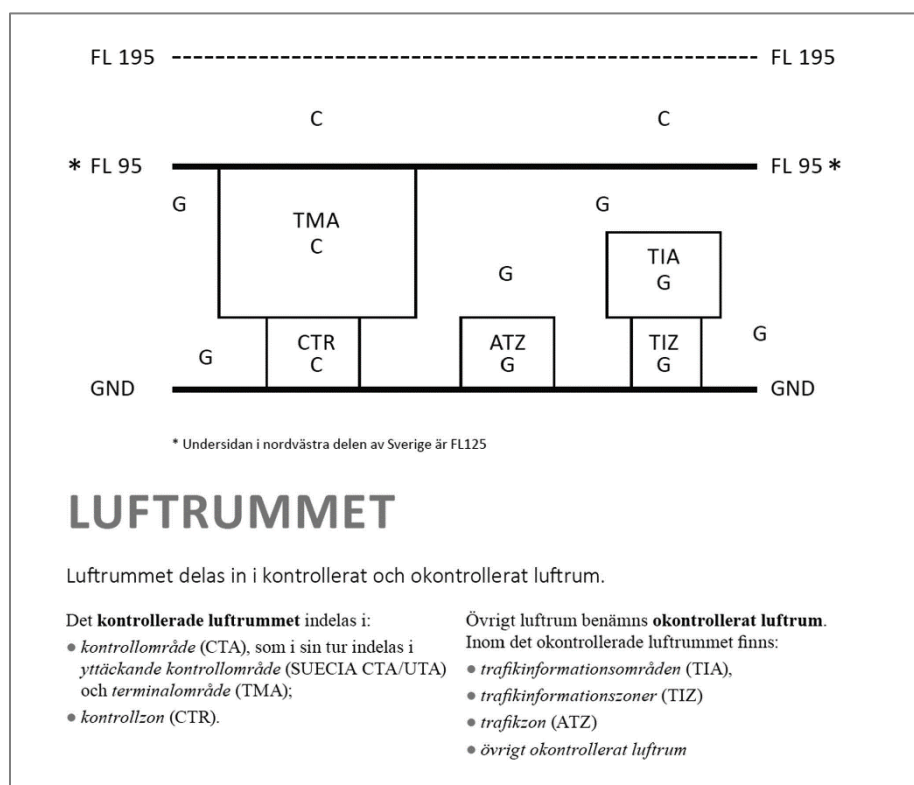 FL 195 FL 195
C C
* FL 95 FL 95 *
G G
TMA
C
TIA
G
G
CTR
C
ATZ
G
TIZ
G
G G
GND GND
* Undersidan i nordvästra delen av Sverige är FL125
LUFTRUMMET
Luftrummet delas in i kontrollerat och okontrollerat luftrum.
Det kontrollerade luftrummet indelas i:
● kontrollområde (CTA), som i sin tur indelas i
yttäckande kontrollområde (SUECIA CTA/UTA)
och terminalområde (TMA);
● kontrollzon (CTR).
Övrigt luftrum benämns okontrollerat luftrum.
Inom det okontrollerade luftrummet finns:
● trafikinformationsområden (TIA),
● trafikinformationszoner (TIZ)
● trafikzon (ATZ)
● övrigt okontrollerat luftrum